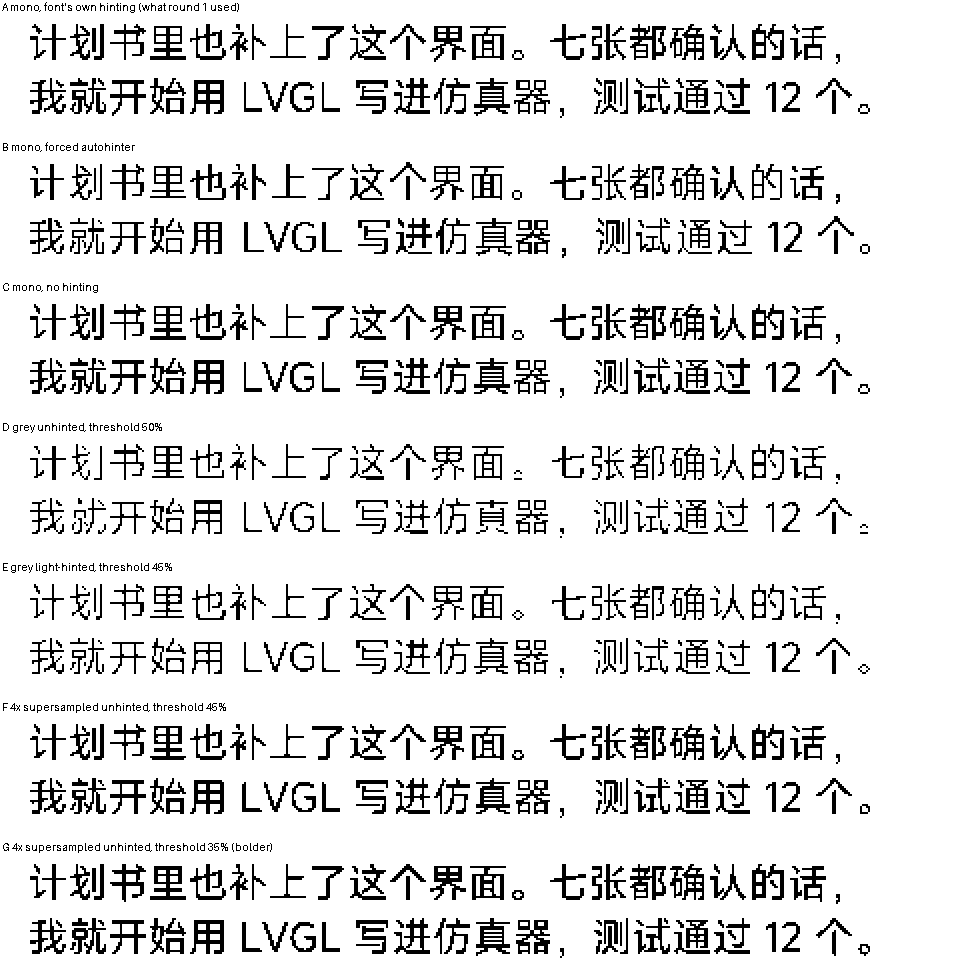 A mono, font's own hinting (what round 1 used)
计划书里也补上了这个界面。七张都确认的话，
我就开始用 LVGL 写进仿真器，测试通过 12 个。
B mono, forced autohinter
计划书里也补上了这个界面。七张都确认的话，
我就开始用 LVGL 写进仿真器，测试通过 12 个。
C mono, no hinting
计划书里也补上了这个界面。七张都确认的话，
我就开始用 LVGL 写进仿真器，测试通过 12 个。
D grey unhinted, threshold 50%
计划书里也补上了这个界面。七张都确认的话，
我就开始用 LVGL 写进仿真器，测试通过 12 个。
E grey light-hinted, threshold 45%
计划书里也补上了这个界面。七张都确认的话，
我就开始用 LVGL 写进仿真器，测试通过 12 个。
F 4x supersampled unhinted, threshold 45%
计划书里也补上了这个界面。七张都确认的话，
我就开始用 LVGL 写进仿真器，测试通过 12 个。
G 4x supersampled unhinted, threshold 35% (bolder)
计划书里也补上了这个界面。七张都确认的话，
我就开始用 LVGL 写进仿真器，测试通过 12 个。